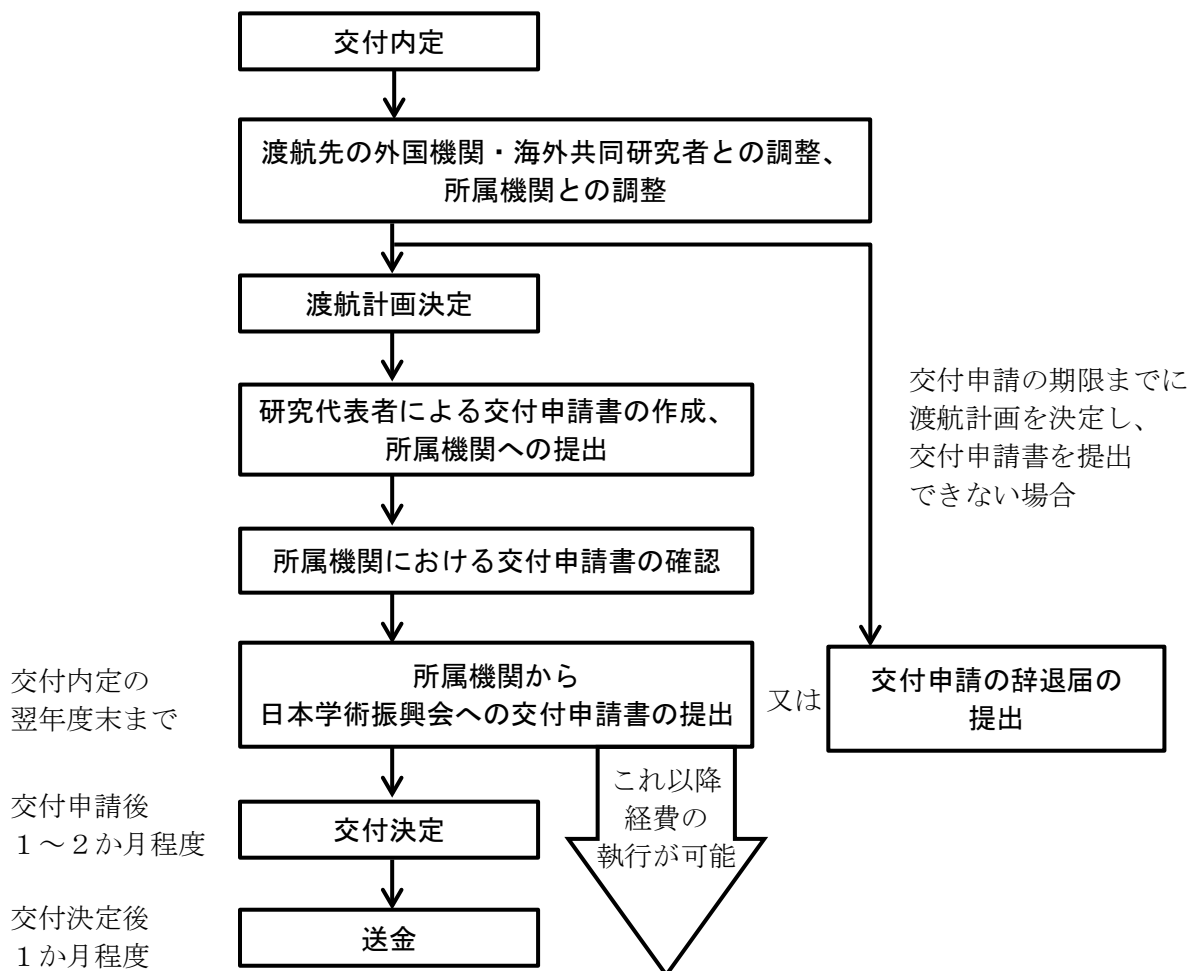 交付内定
渡航先の外国機関・海外共同研究者との調整、
所属機関との調整
渡航計画決定
研究代表者による交付申請書の作成、
所属機関への提出
交付申請の期限までに
渡航計画を決定し、
交付申請書を提出
できない場合
所属機関における交付申請書の確認
交付内定の
翌年度末まで
所属機関から
日本学術振興会への交付申請書の提出
又は
交付申請の辞退届の
提出
これ以降
経費の
執行が可能
交付申請後
１～２か月程度
交付決定
交付決定後
１か月程度
送金